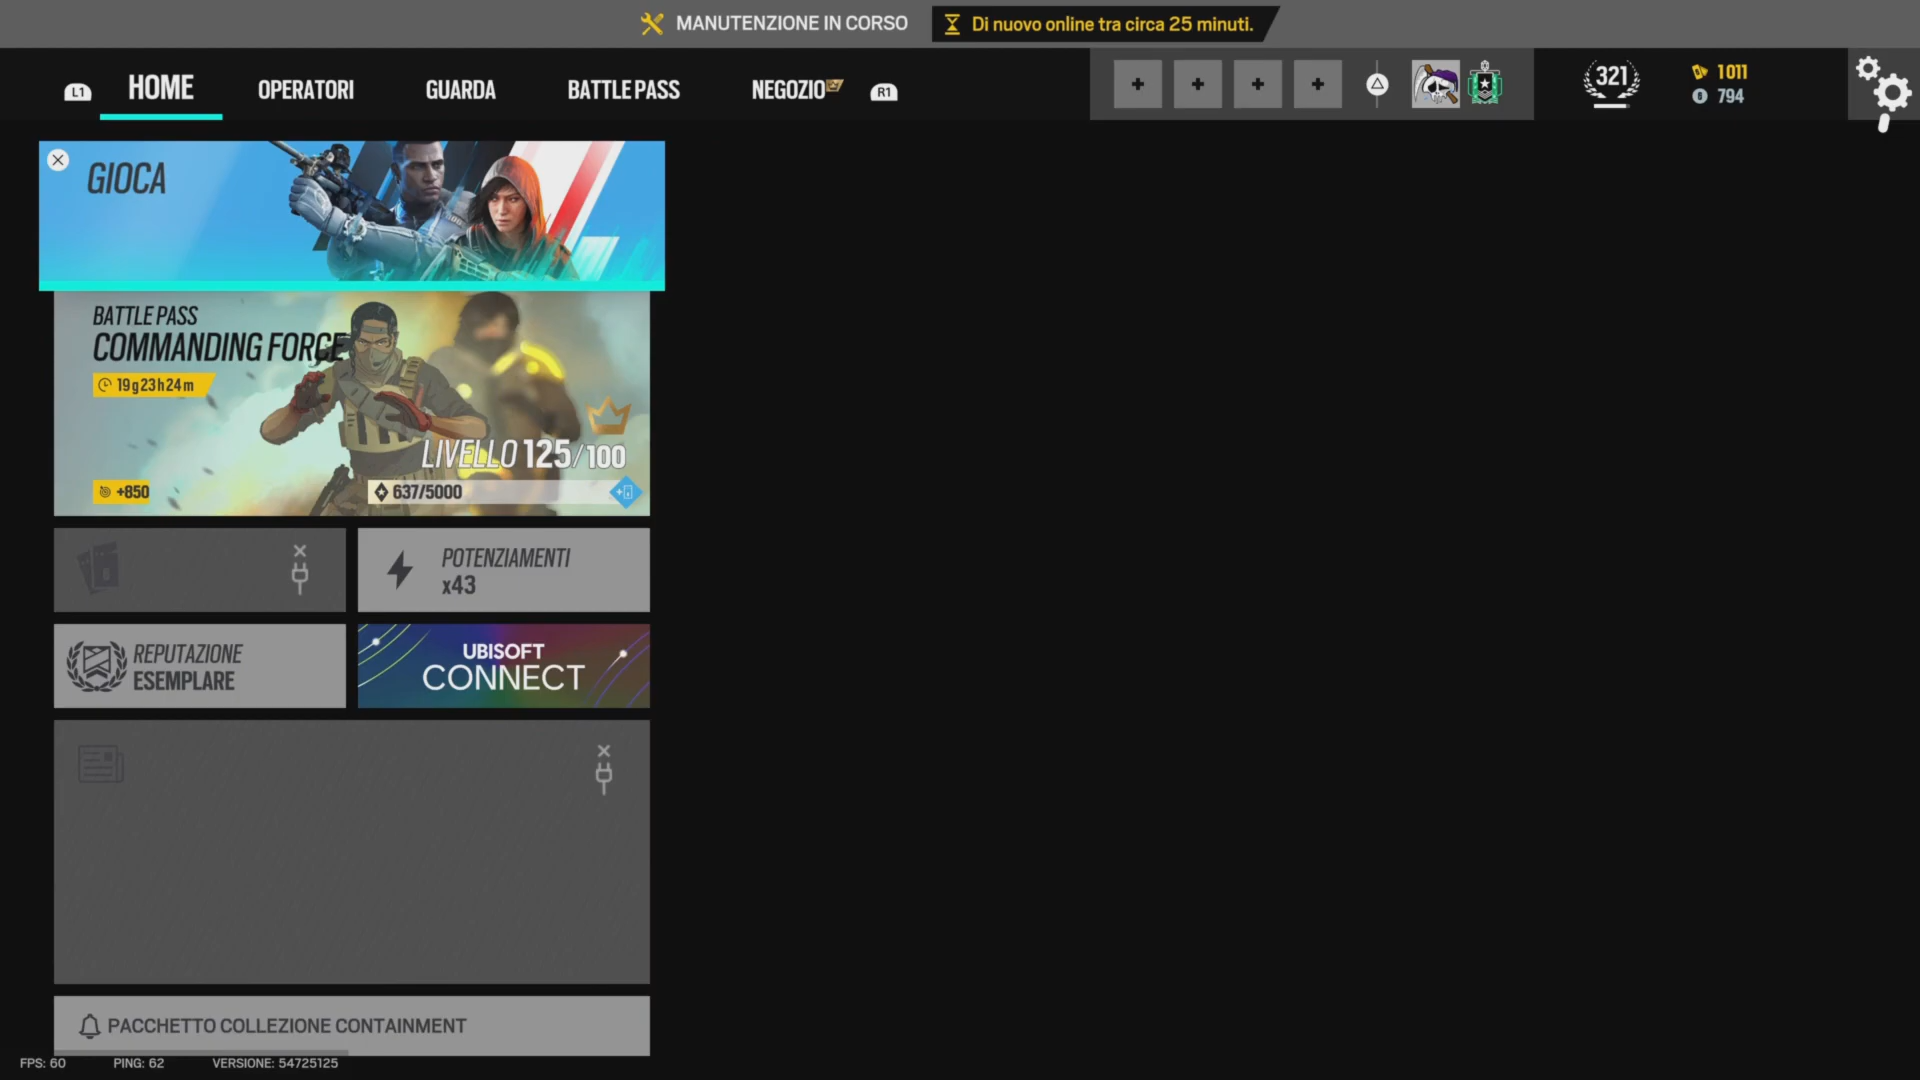 MANUTENZIONE IN CORSO
Di nuovo online tra circa 25 minuti.
L1
HOME
OPERATORI
GUARDA
BATTLE PASS
NEGOZIO
R1
321
1011
794
GIOCA
BATTLE PASS
COMMANDING FORCE
19g23h24m
LIVELLO 125/100
+850
637/5000
POTENZIAMENTI
x43
REPUTAZIONE
ESEMPLARE
UBISOFT
CONNECT
PACCHETTO COLLEZIONE CONTAINMENT
FPS: 60
PING: 62
VERSIONE: 54725125